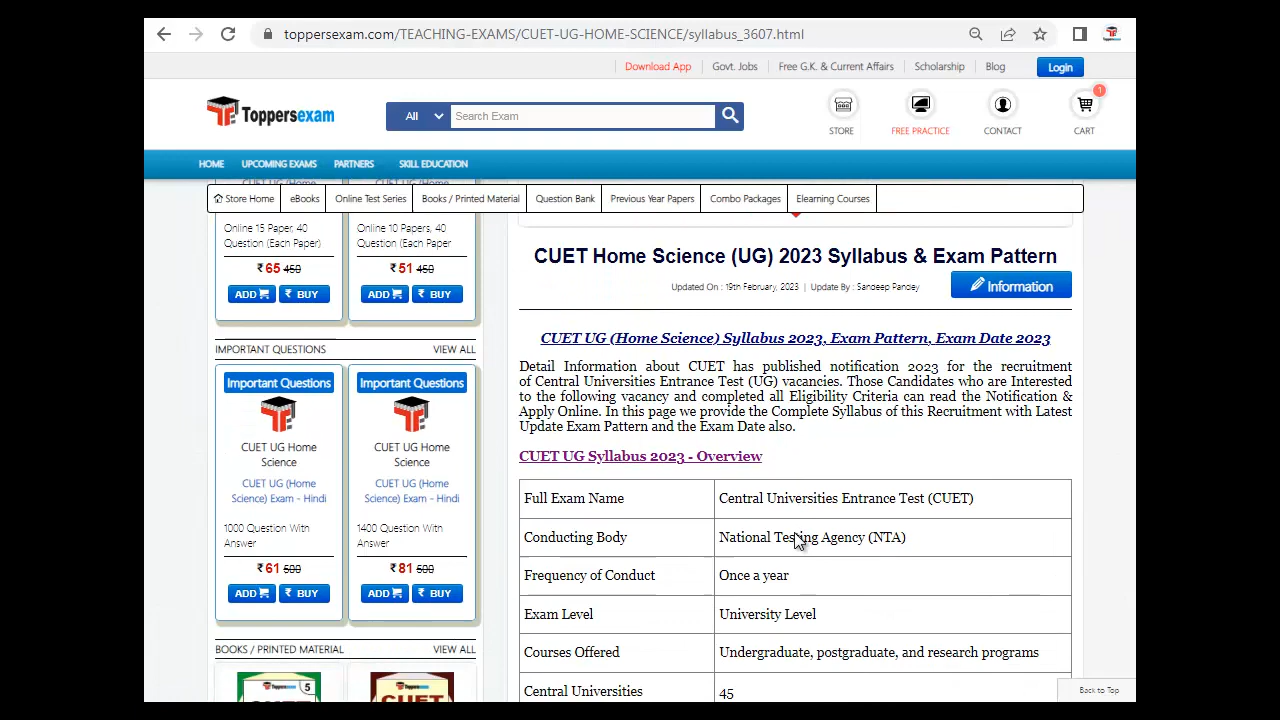 toppersexam.com/TEACHING-EXAMS/CUET-UG-HOME-SCIENCE/syllabus_3607.html
Download App Govt. Jobs Free G.K. & Current Affairs Scholarship Blog Login
Toppersexam
All Search Exam
STORE FREE PRACTICE CONTACT 1 CART
HOME UPCOMING EXAMS PARTNERS SKILL EDUCATION
Store Home eBooks Online Test Series Books / Printed Material Question Bank Previous Year Papers Combo Packages Elearning Courses
Online 15 Paper, 40
Question (Each Paper)
₹65 450
ADD ₹ BUY
Online 10 Papers, 40
Question (Each Paper
₹51 450
ADD ₹ BUY
IMPORTANT QUESTIONS VIEW ALL
Important Questions
CUET UG Home
Science
CUET UG (Home
Science) Exam - Hindi
1000 Question With
Answer
₹61 500
ADD ₹ BUY
Important Questions
CUET UG Home
Science
CUET UG (Home
Science) Exam - Hindi
1400 Question With
Answer
₹81 500
ADD ₹ BUY
BOOKS / PRINTED MATERIAL VIEW ALL
Toppersexam 5
CUET Home Science (UG) 2023 Syllabus & Exam Pattern
Updated On : 19th February, 2023 | Update By : Sandeep Pandey
Information
CUET UG (Home Science) Syllabus 2023, Exam Pattern, Exam Date 2023
Detail Information about CUET has published notification 2023 for the recruitment
of Central Universities Entrance Test (UG) vacancies. Those Candidates who are Interested
to the following vacancy and completed all Eligibility Criteria can read the Notification &
Apply Online. In this page we provide the Complete Syllabus of this Recruitment with Latest
Update Exam Pattern and the Exam Date also.
CUET UG Syllabus 2023 - Overview
Full Exam Name Central Universities Entrance Test (CUET)
Conducting Body National Testing Agency (NTA)
Frequency of Conduct Once a year
Exam Level University Level
Courses Offered Undergraduate, postgraduate, and research programs
Central Universities 45
Back to Top